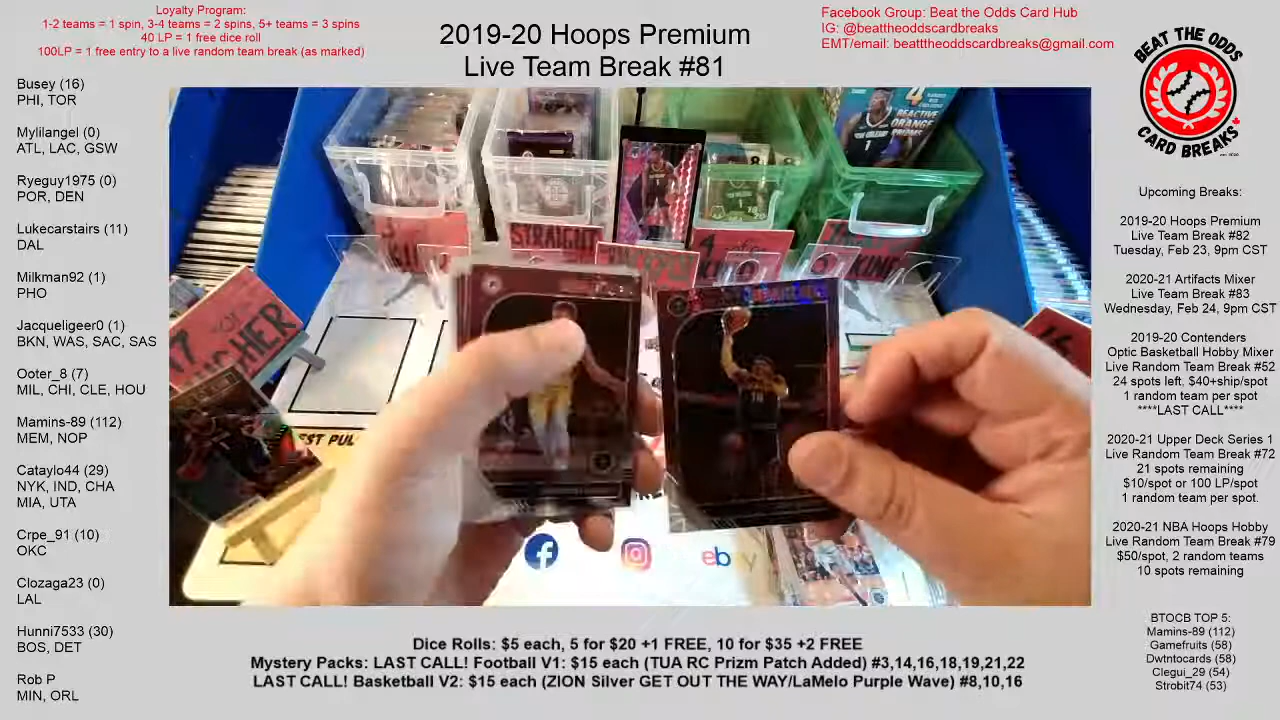 Loyalty Program:
1-2 teams = 1 spin, 3-4 teams = 2 spins, 5+ teams = 3 spins
40 LP = 1 free dice roll
100LP = 1 free entry to a live random team break (as marked)
2019-20 Hoops Premium
Live Team Break #81
Facebook Group: Beat the Odds Card Hub
IG: @beattheoddscardbreaks
EMT/email: beattheoddscardbreaks@gmail.com
BEAT THE ODDS
CARD BREAKS
Busey (16)
PHI, TOR
Mylilangel (0)
ATL, LAC, GSW
Ryeguy1975 (0)
POR, DEN
Lukecarstairs (11)
DAL
Milkman92 (1)
PHO
Jacqueligeer0 (1)
BKN, WAS, SAC, SAS
Ooter_8 (7)
MIL, CHI, CLE, HOU
Mamins-89 (112)
MEM, NOP
Cataylo44 (29)
NYK, IND, CHA
MIA, UTA
Crpe_91 (10)
OKC
Clozaga23 (0)
LAL
Hunni7533 (30)
BOS, DET
Rob P
MIN, ORL
4
REACTIVE
ORANGE
PRIZMS
STRAIGHT
4
KING
EST PUL
eb y
Upcoming Breaks:
2019-20 Hoops Premium
Live Team Break #82
Tuesday, Feb 23, 9pm CST
2020-21 Artifacts Mixer
Live Team Break #83
Wednesday, Feb 24, 9pm CST
2019-20 Contenders
Optic Basketball Hobby Mixer
Live Random Team Break #52
24 spots left, $40+ship/spot
1 random team per spot
****LAST CALL****
2020-21 Upper Deck Series 1
Live Random Team Break #72
21 spots remaining
$10/spot or 100 LP/spot
1 random team per spot.
2020-21 NBA Hoops Hobby
Live Random Team Break #79
$50/spot, 2 random teams
10 spots remaining
BTOCB TOP 5:
Mamins-89 (112)
Gamefruits (58)
Dwtntocards (58)
Clegui_29 (54)
Strobit74 (53)
Dice Rolls: $5 each, 5 for $20 +1 FREE, 10 for $35 +2 FREE
Mystery Packs: LAST CALL! Football V1: $15 each (TUA RC Prizm Patch Added) #3,14,16,18,19,21,22
LAST CALL! Basketball V2: $15 each (ZION Silver GET OUT THE WAY/LaMelo Purple Wave) #8,10,16